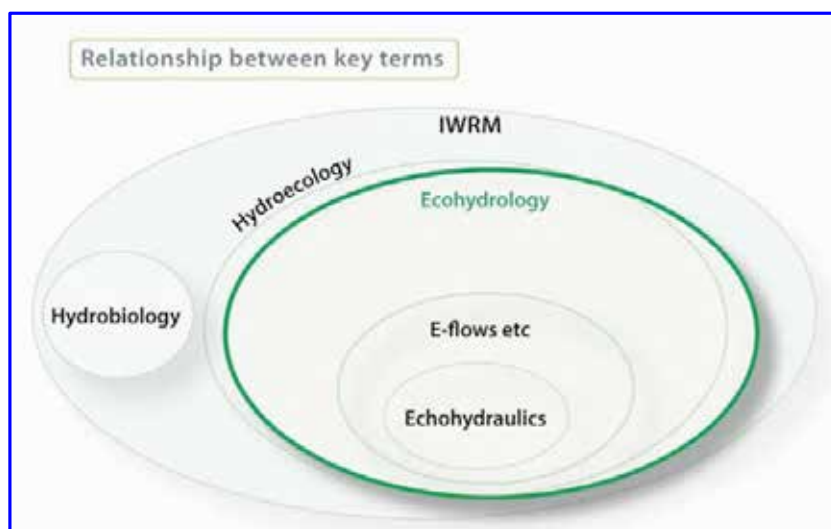 Relationship between key terms
IWRM
Hydroecology
Ecohydrology
Hydrobiology
E-flows etc
Echohydraulics